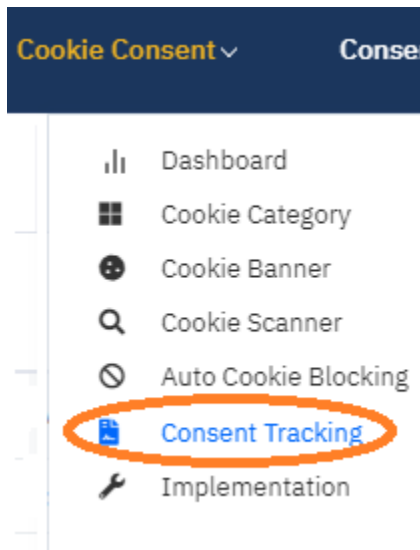 Cookie Consent
Dashboard
Cookie Category
Cookie Banner
Cookie Scanner
Auto Cookie Blocking
Consent Tracking
Implementation